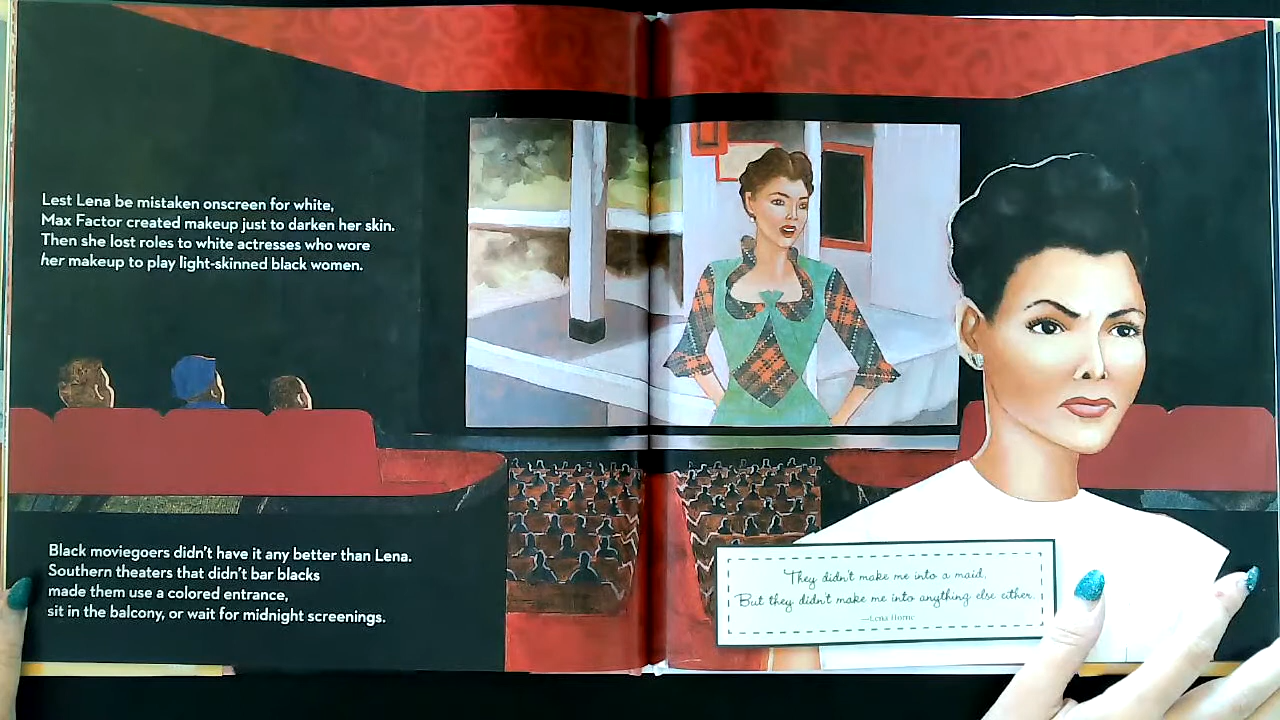 Lest Lena be mistaken onscreen for white,
Max Factor created makeup just to darken her skin.
Then she lost roles to white actresses who wore
her makeup to play light-skinned black women.
Black moviegoers didn't have it any better than Lena.
Southern theaters that didn't bar blacks
made them use a colored entrance,
sit in the balcony, or wait for midnight screenings.
They didn't make me into a maid,
But they didn't make me into anything else either.
—Lena Horne